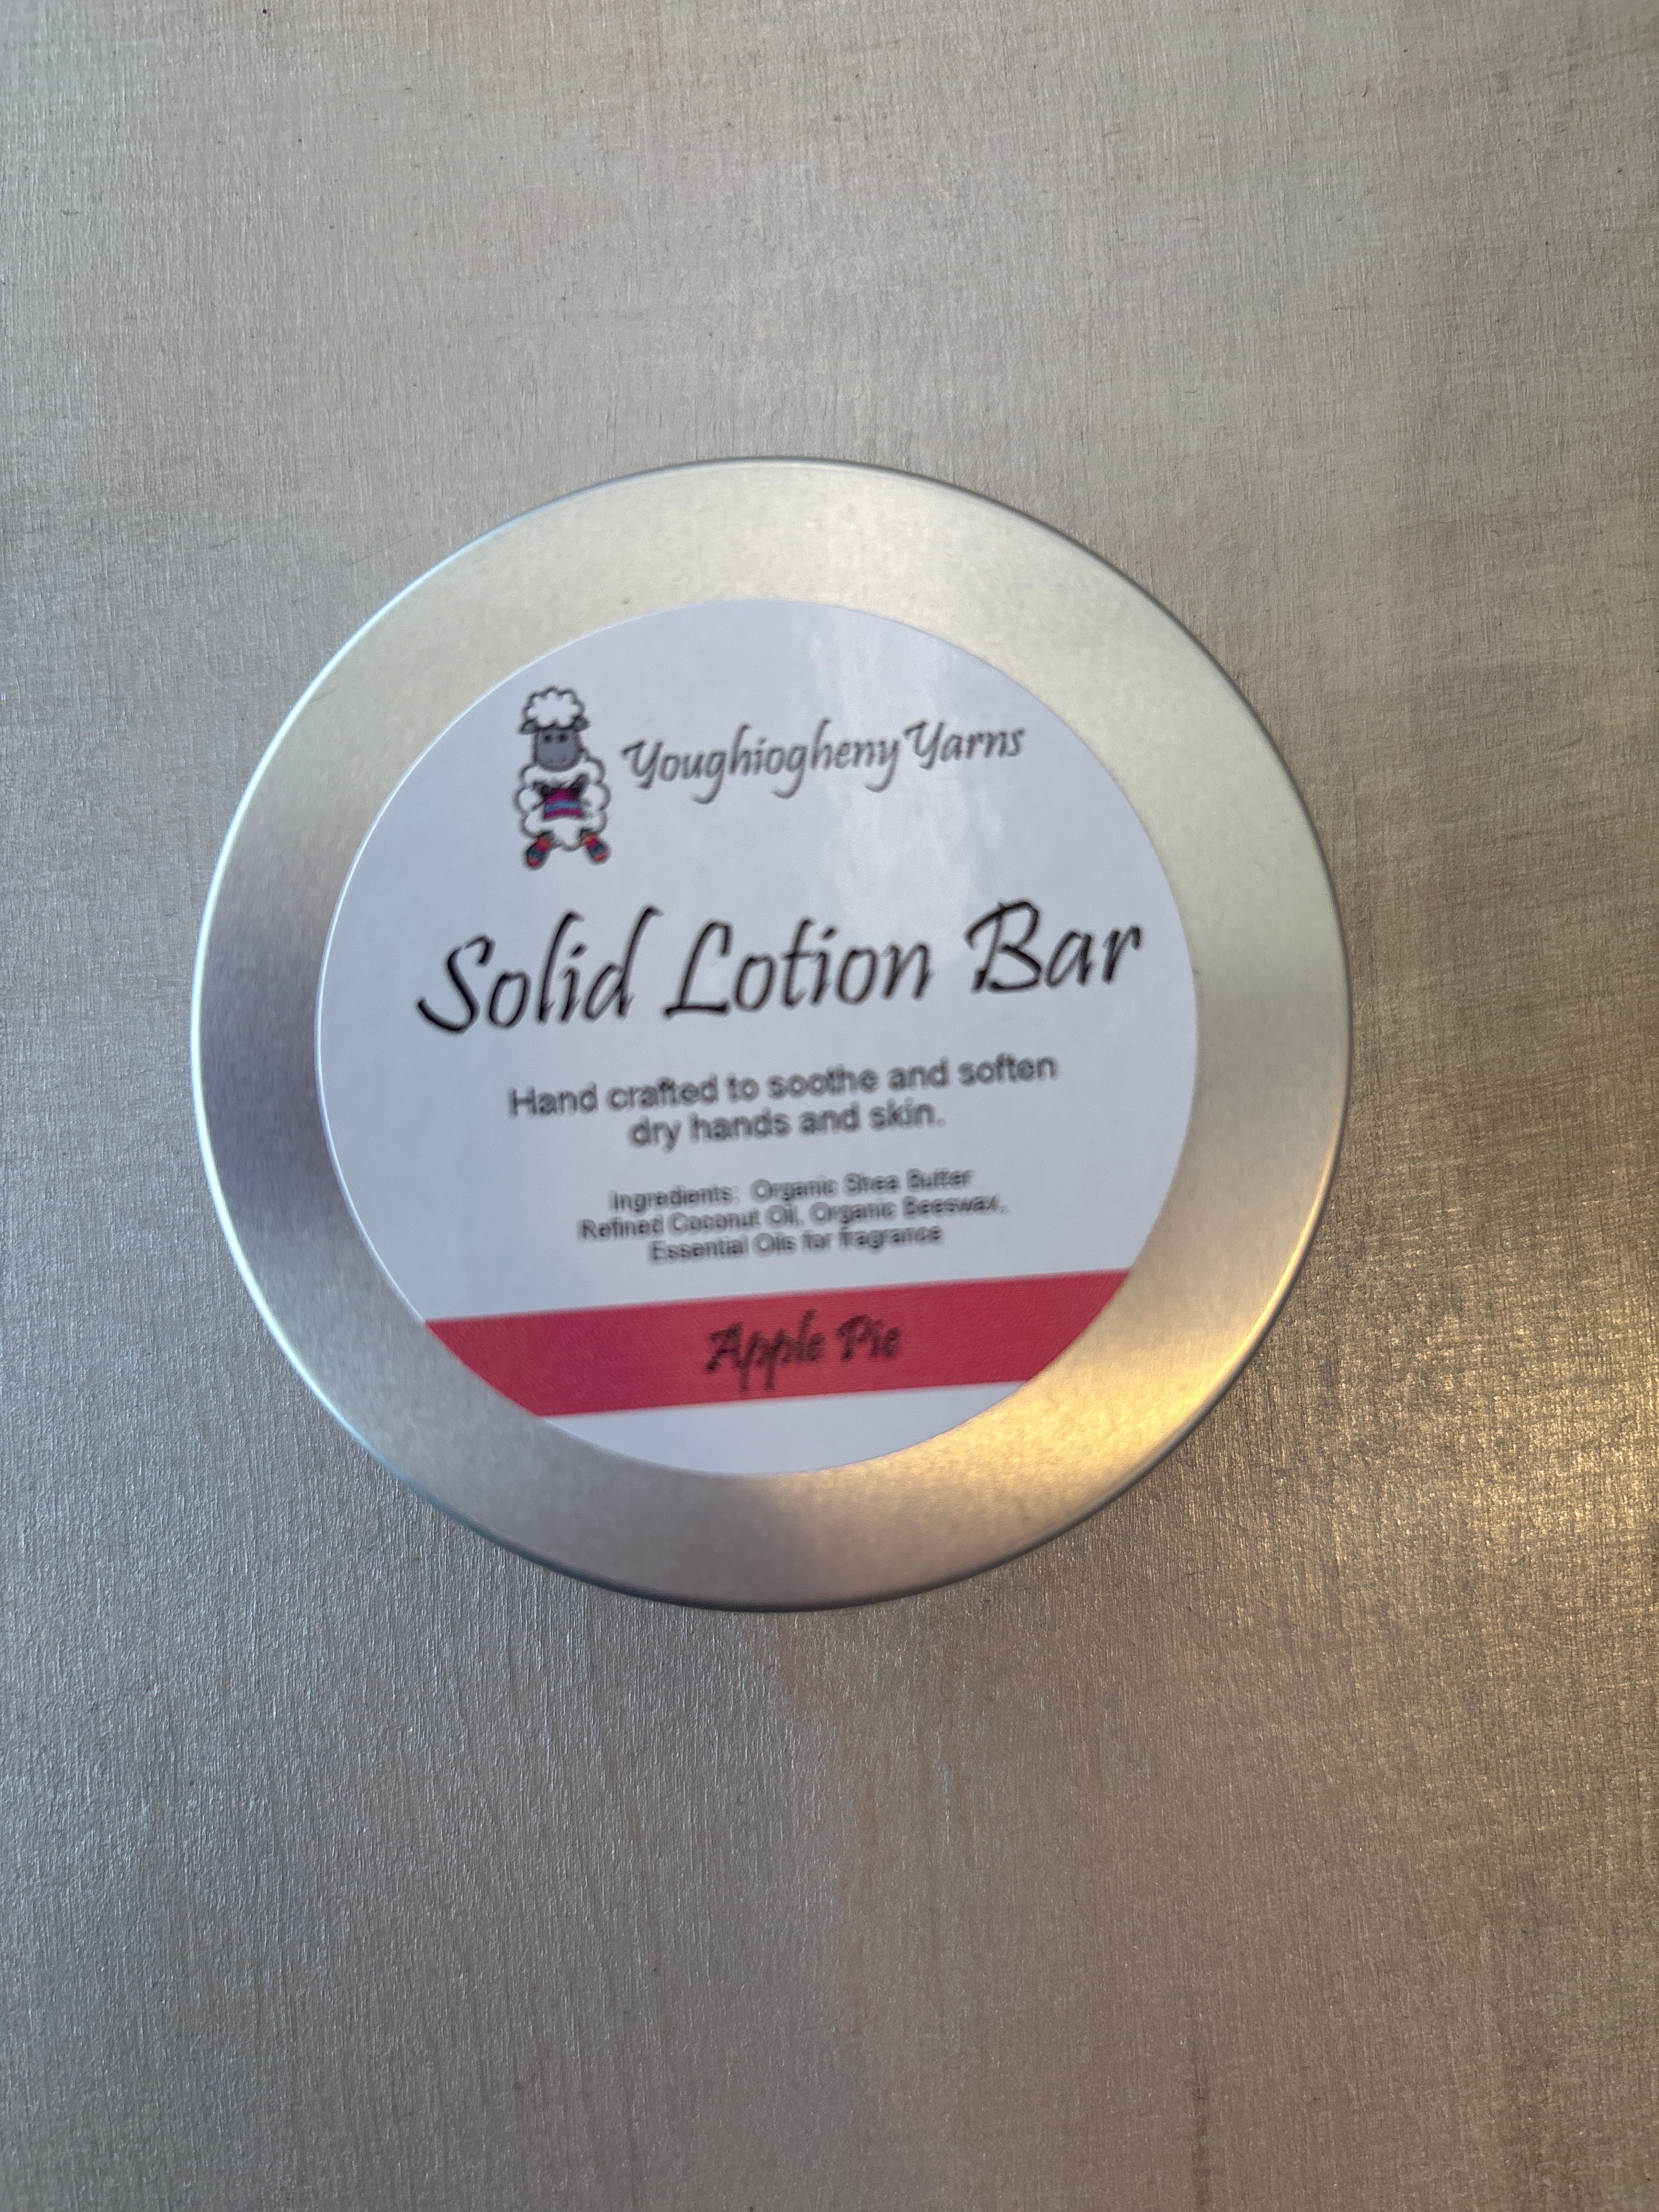 Youghiogheny Yarns
Solid Lotion Bar
Hand crafted to soothe and soften
dry hands and skin.
Ingredients: Organic Shea Butter
Refined Coconut Oil, Organic Beeswax,
Essential Oils for fragrance
Apple Pie